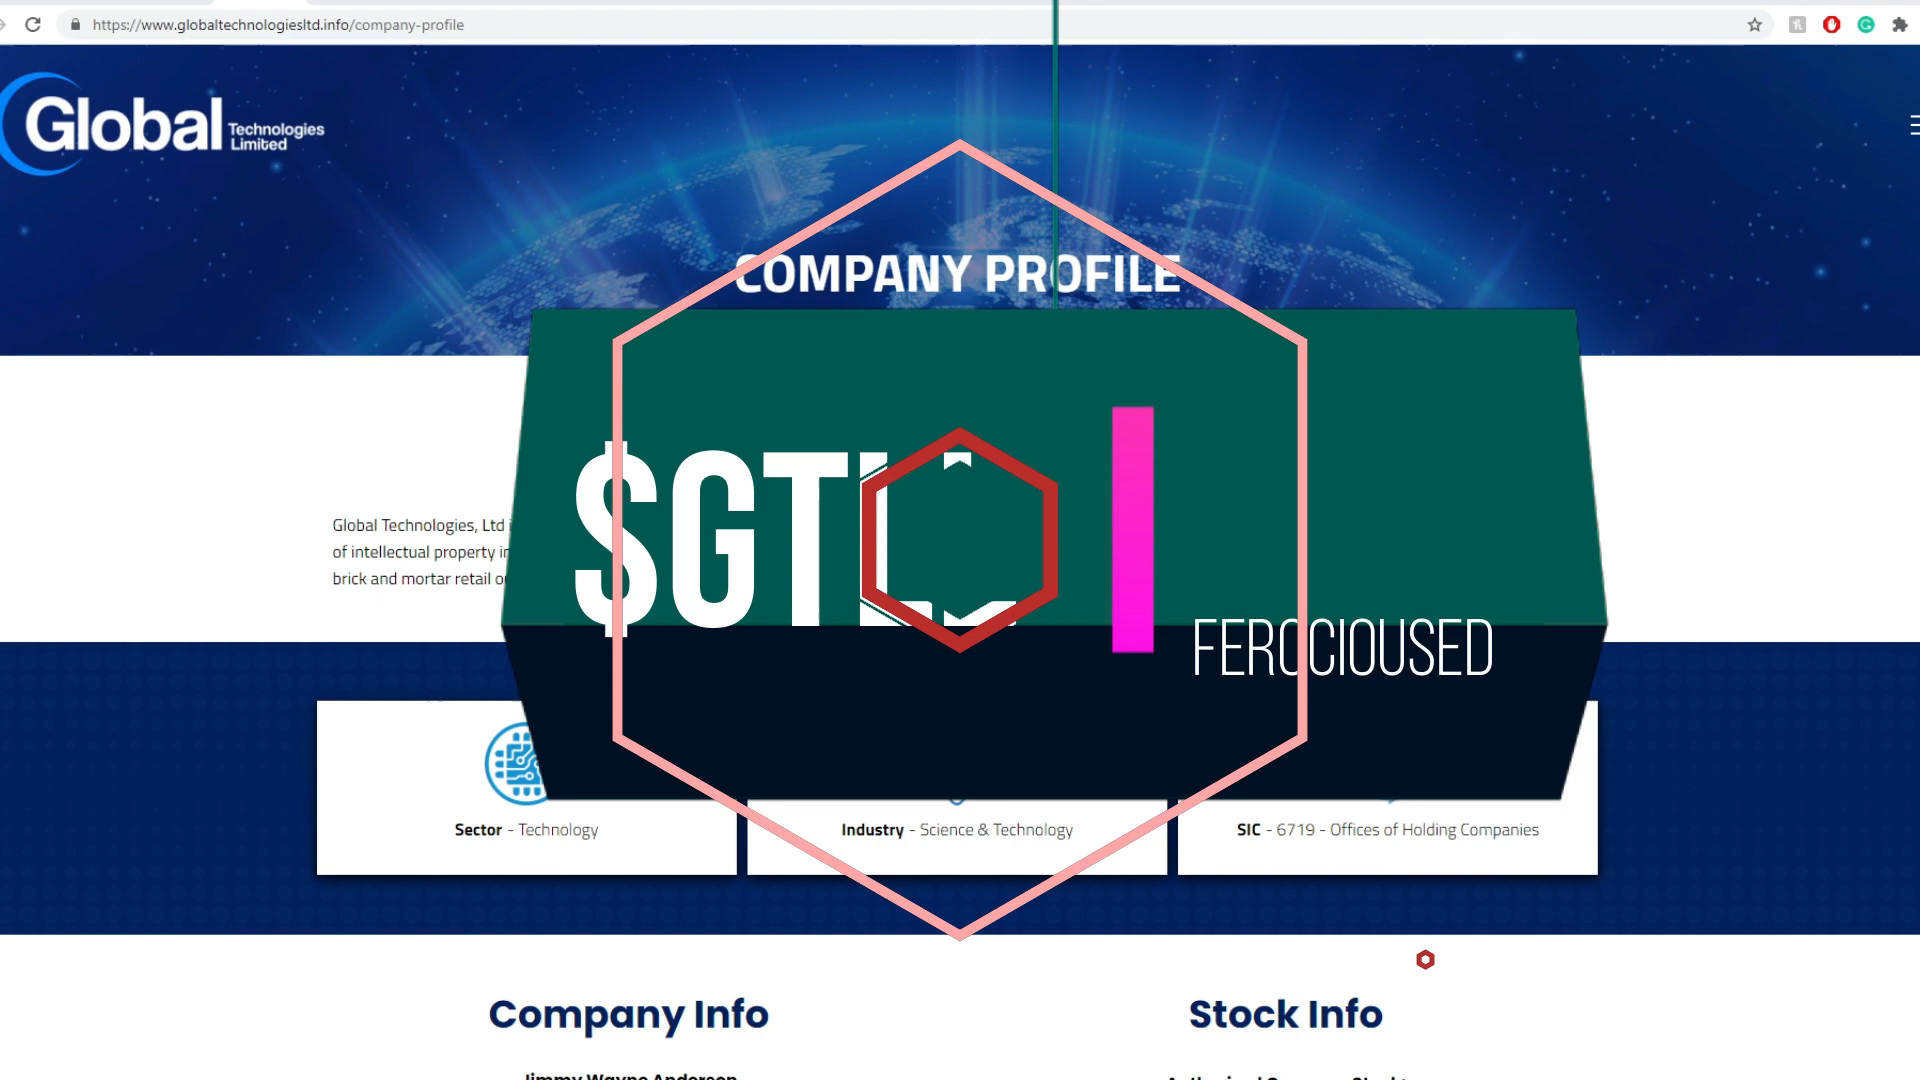 https://www.globaltechnologiesltd.info/company-profile
Global Technologies
Limited
COMPANY PROFILE
Global Technologies, Ltd
of intellectual property
brick and mortar retail
$GTLL
FEROCIOUSED
Sector - Technology
Industry - Science & Technology
SIC - 6719 - Offices of Holding Companies
Company Info
Stock Info
Jimmy Wayne Anderson